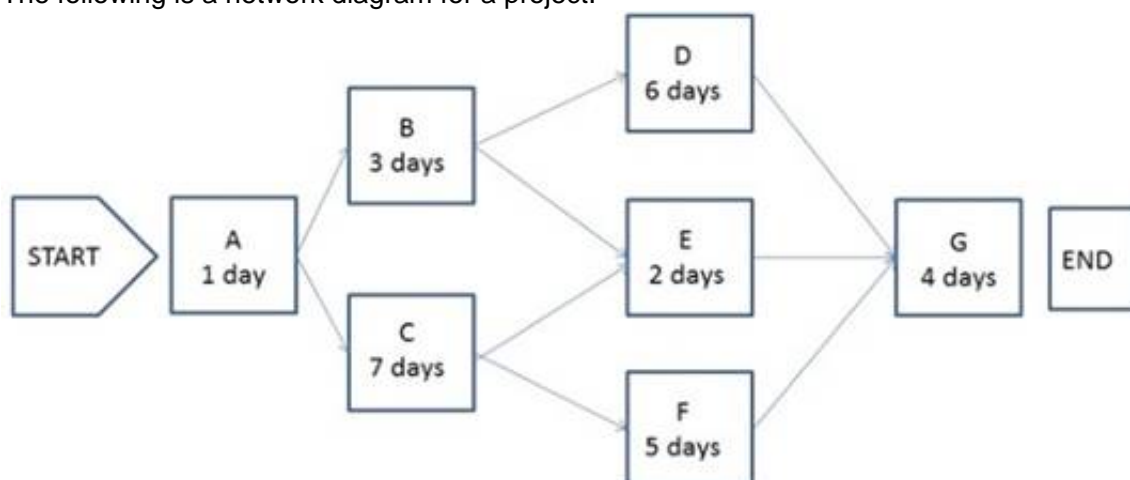 The following is a network diagram for a project.
START
A
1 day
B
3 days
C
7 days
D
6 days
E
2 days
F
5 days
G
4 days
END